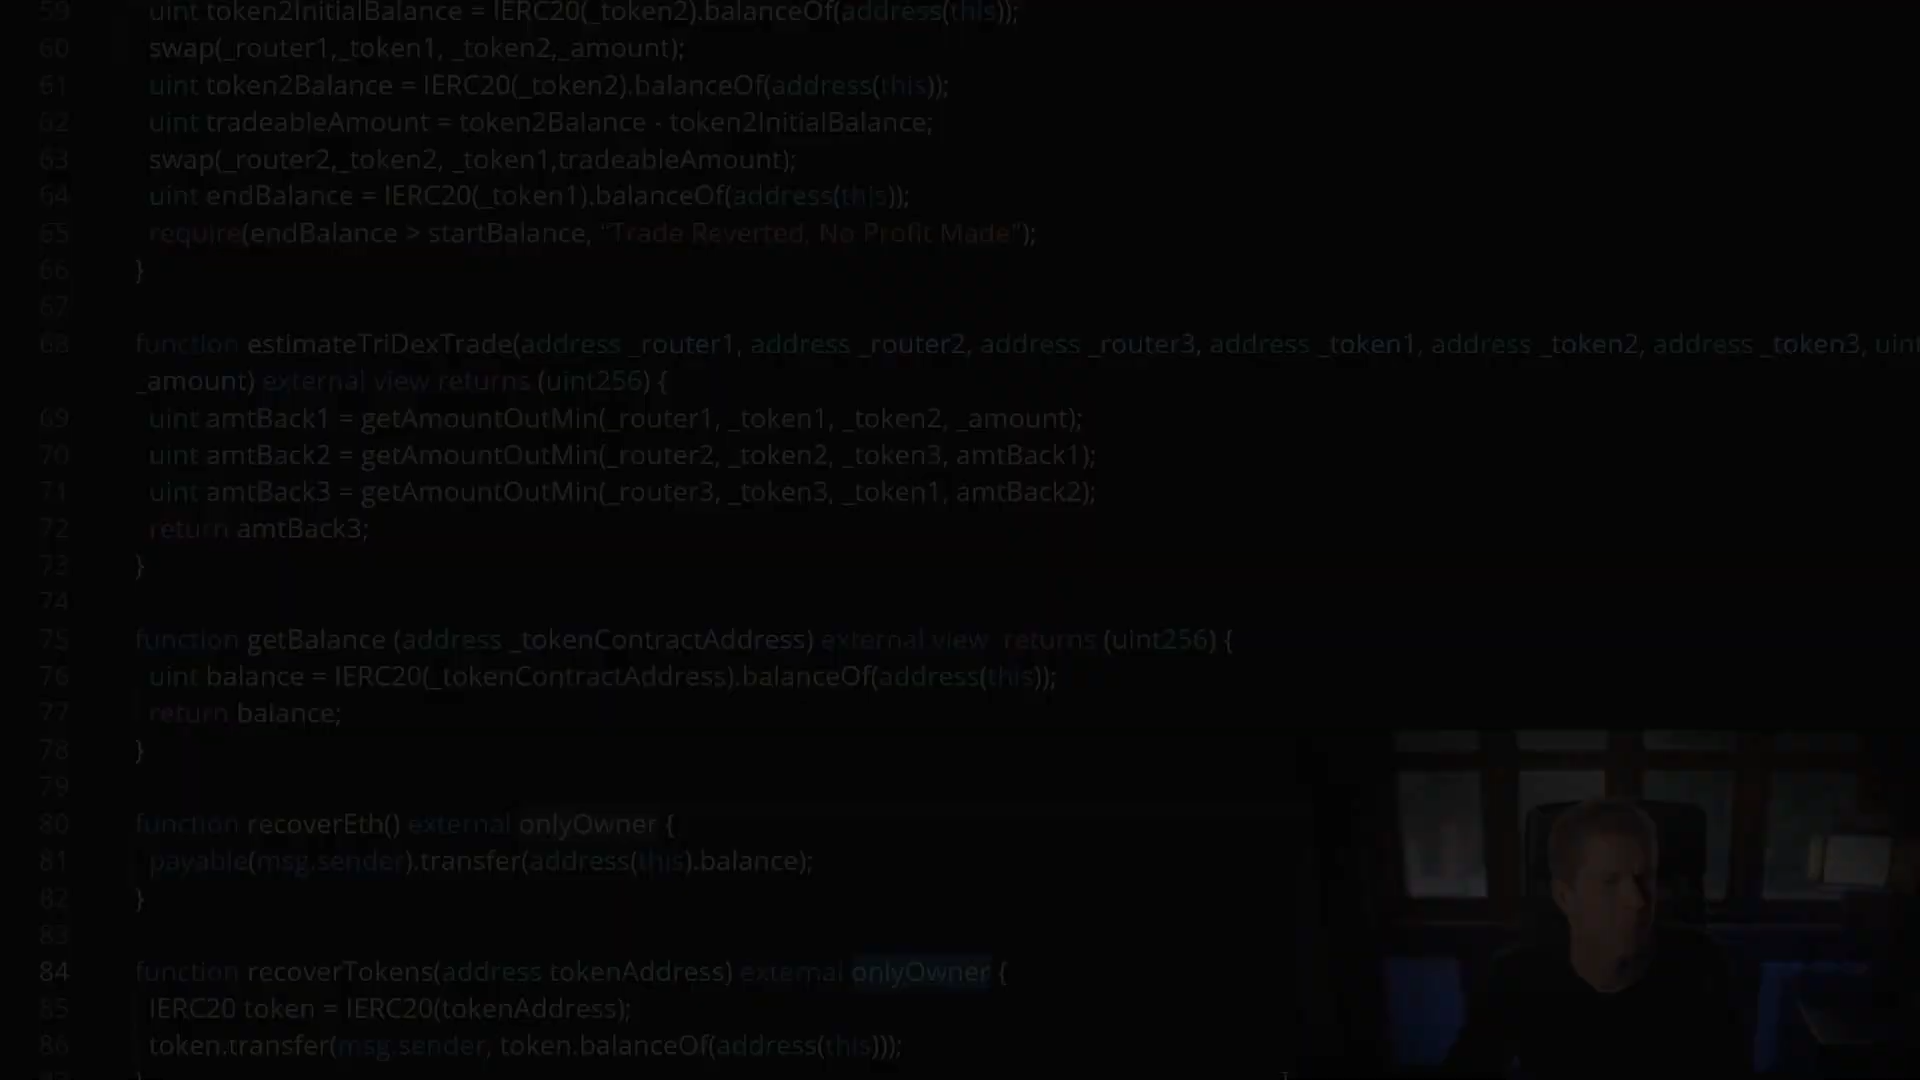 59 uint token2InitialBalance = IERC20(_token2).balanceOf(address(this));
60 swap(_router1,_token1, _token2,_amount);
61 uint token2Balance = IERC20(_token2).balanceOf(address(this));
62 uint tradeableAmount = token2Balance - token2InitialBalance;
63 swap(_router2,_token2, _token1,tradeableAmount);
64 uint endBalance = IERC20(_token1).balanceOf(address(this));
65 require(endBalance > startBalance, "Trade Reverted, No Profit Made");
66 }
67
68 function estimateTriDexTrade(address _router1, address _router2, address _router3, address _token1, address _token2, address _token3, uint
_amount) external view returns (uint256) {
69 uint amtBack1 = getAmountOutMin(_router1, _token1, _token2, _amount);
70 uint amtBack2 = getAmountOutMin(_router2, _token2, _token3, amtBack1);
71 uint amtBack3 = getAmountOutMin(_router3, _token3, _token1, amtBack2);
72 return amtBack3;
73 }
74
75 function getBalance (address _tokenContractAddress) external view  returns (uint256) {
76 uint balance = IERC20(_tokenContractAddress).balanceOf(address(this));
77 return balance;
78 }
79
80 function recoverEth() external onlyOwner {
81 payable(msg.sender).transfer(address(this).balance);
82 }
83
84 function recoverTokens(address tokenAddress) external onlyOwner {
85 IERC20 token = IERC20(tokenAddress);
86 token.transfer(msg.sender, token.balanceOf(address(this)));